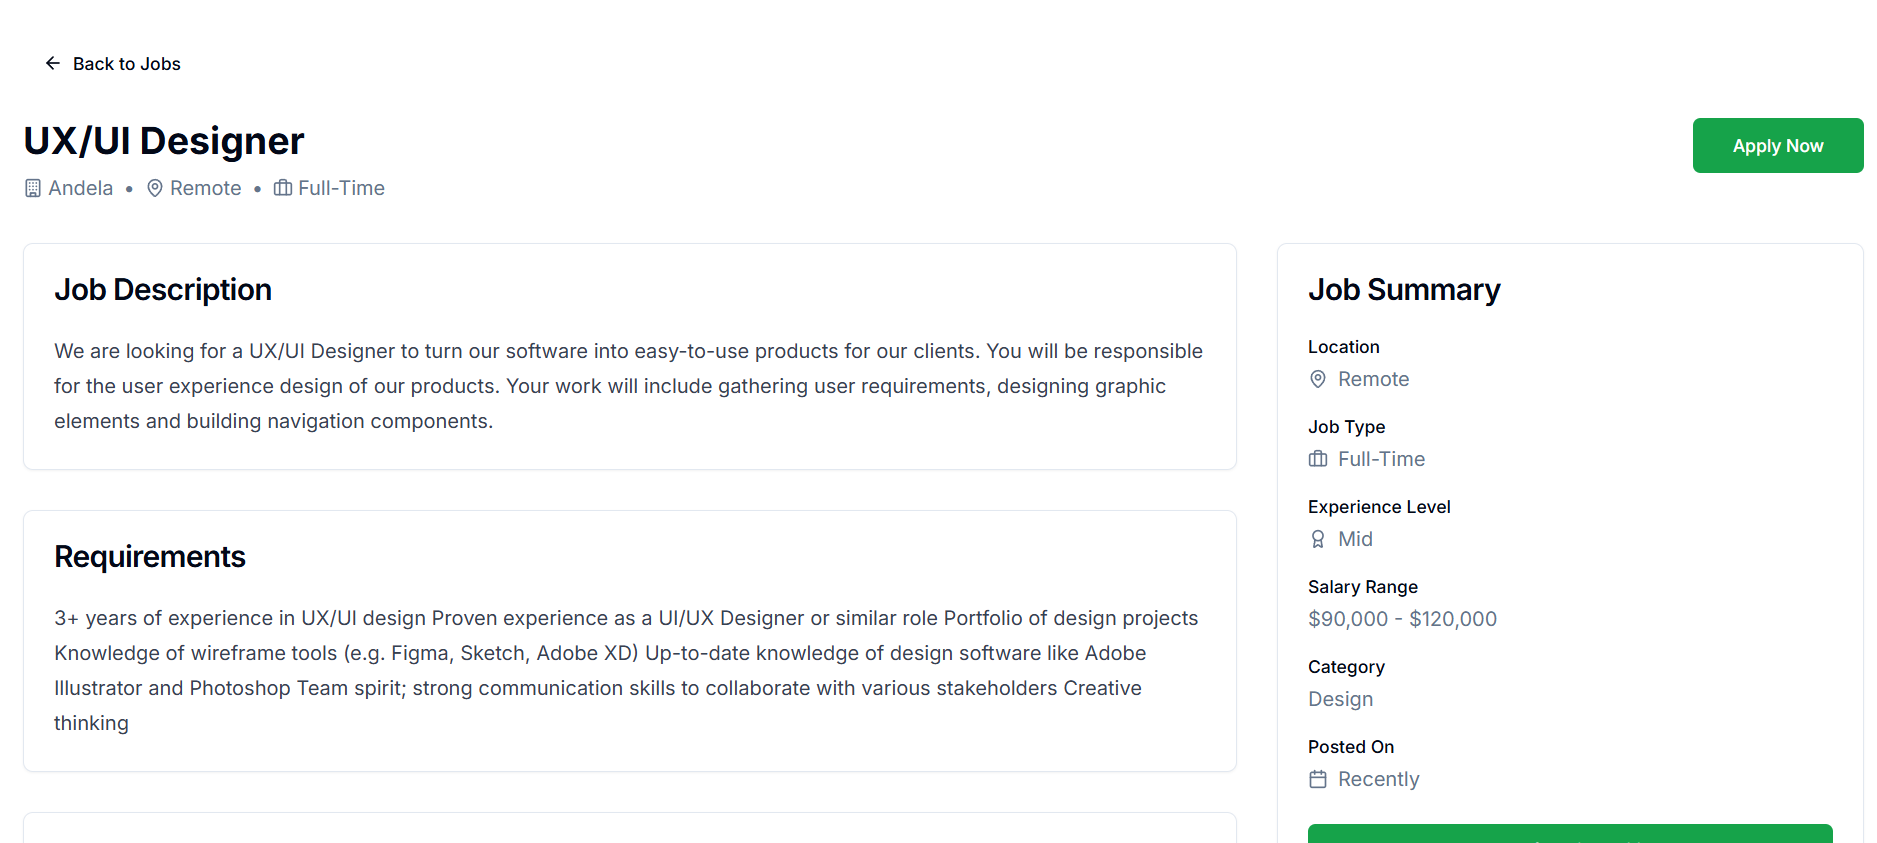 Back to Jobs
UX/UI Designer
Andela • Remote • Full-Time
Apply Now
Job Description
We are looking for a UX/UI Designer to turn our software into easy-to-use products for our clients. You will be responsible
for the user experience design of our products. Your work will include gathering user requirements, designing graphic
elements and building navigation components.
Requirements
3+ years of experience in UX/UI design Proven experience as a UI/UX Designer or similar role Portfolio of design projects
Knowledge of wireframe tools (e.g. Figma, Sketch, Adobe XD) Up-to-date knowledge of design software like Adobe
Illustrator and Photoshop Team spirit; strong communication skills to collaborate with various stakeholders Creative
thinking
Job Summary
Location
Remote
Job Type
Full-Time
Experience Level
Mid
Salary Range
$90,000 - $120,000
Category
Design
Posted On
Recently